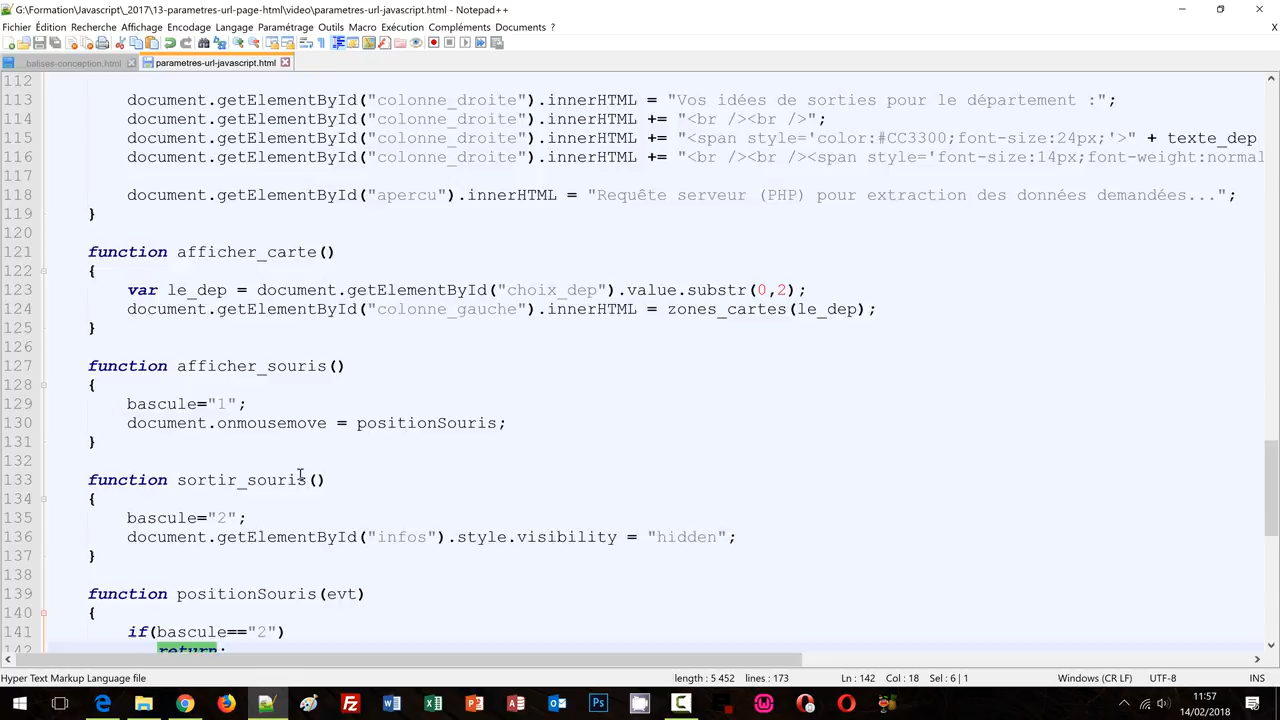 G:\Formation\Javascript\_2017\13-parametres-url-page-html\video\parametres-url-javascript.html - Notepad++
Fichier Édition Recherche Affichage Encodage Langage Paramétrage Outils Macro Exécution Compléments Documents ? X
_balises-conception.html parametres-url-javascript.html
112
113 document.getElementById("colonne_droite").innerHTML = "Vos idées de sorties pour le département :";
114 document.getElementById("colonne_droite").innerHTML += "<br /><br />";
115 document.getElementById("colonne_droite").innerHTML += "<span style='color:#CC3300;font-size:24px;'>" + texte_dep
116 document.getElementById("colonne_droite").innerHTML += "<br /><br /><span style='font-size:14px;font-weight:normal
117
118 document.getElementById("apercu").innerHTML = "Requête serveur (PHP) pour extraction des données demandées...";
119 }
120
121 function afficher_carte()
122 {
123 var le_dep = document.getElementById("choix_dep").value.substr(0,2);
124 document.getElementById("colonne_gauche").innerHTML = zones_cartes(le_dep);
125 }
126
127 function afficher_souris()
128 {
129 bascule="1";
130 document.onmousemove = positionSouris;
131 }
132
133 function sortir_souris()
134 {
135 bascule="2";
136 document.getElementById("infos").style.visibility = "hidden";
137 }
138
139 function positionSouris(evt)
140 {
141 if(bascule=="2")
142 return;
Hyper Text Markup Language file length : 5 452 lines : 173 Ln : 142 Col : 18 Sel : 6 | 1 Windows (CR LF) UTF-8 INS
11:57
14/02/2018